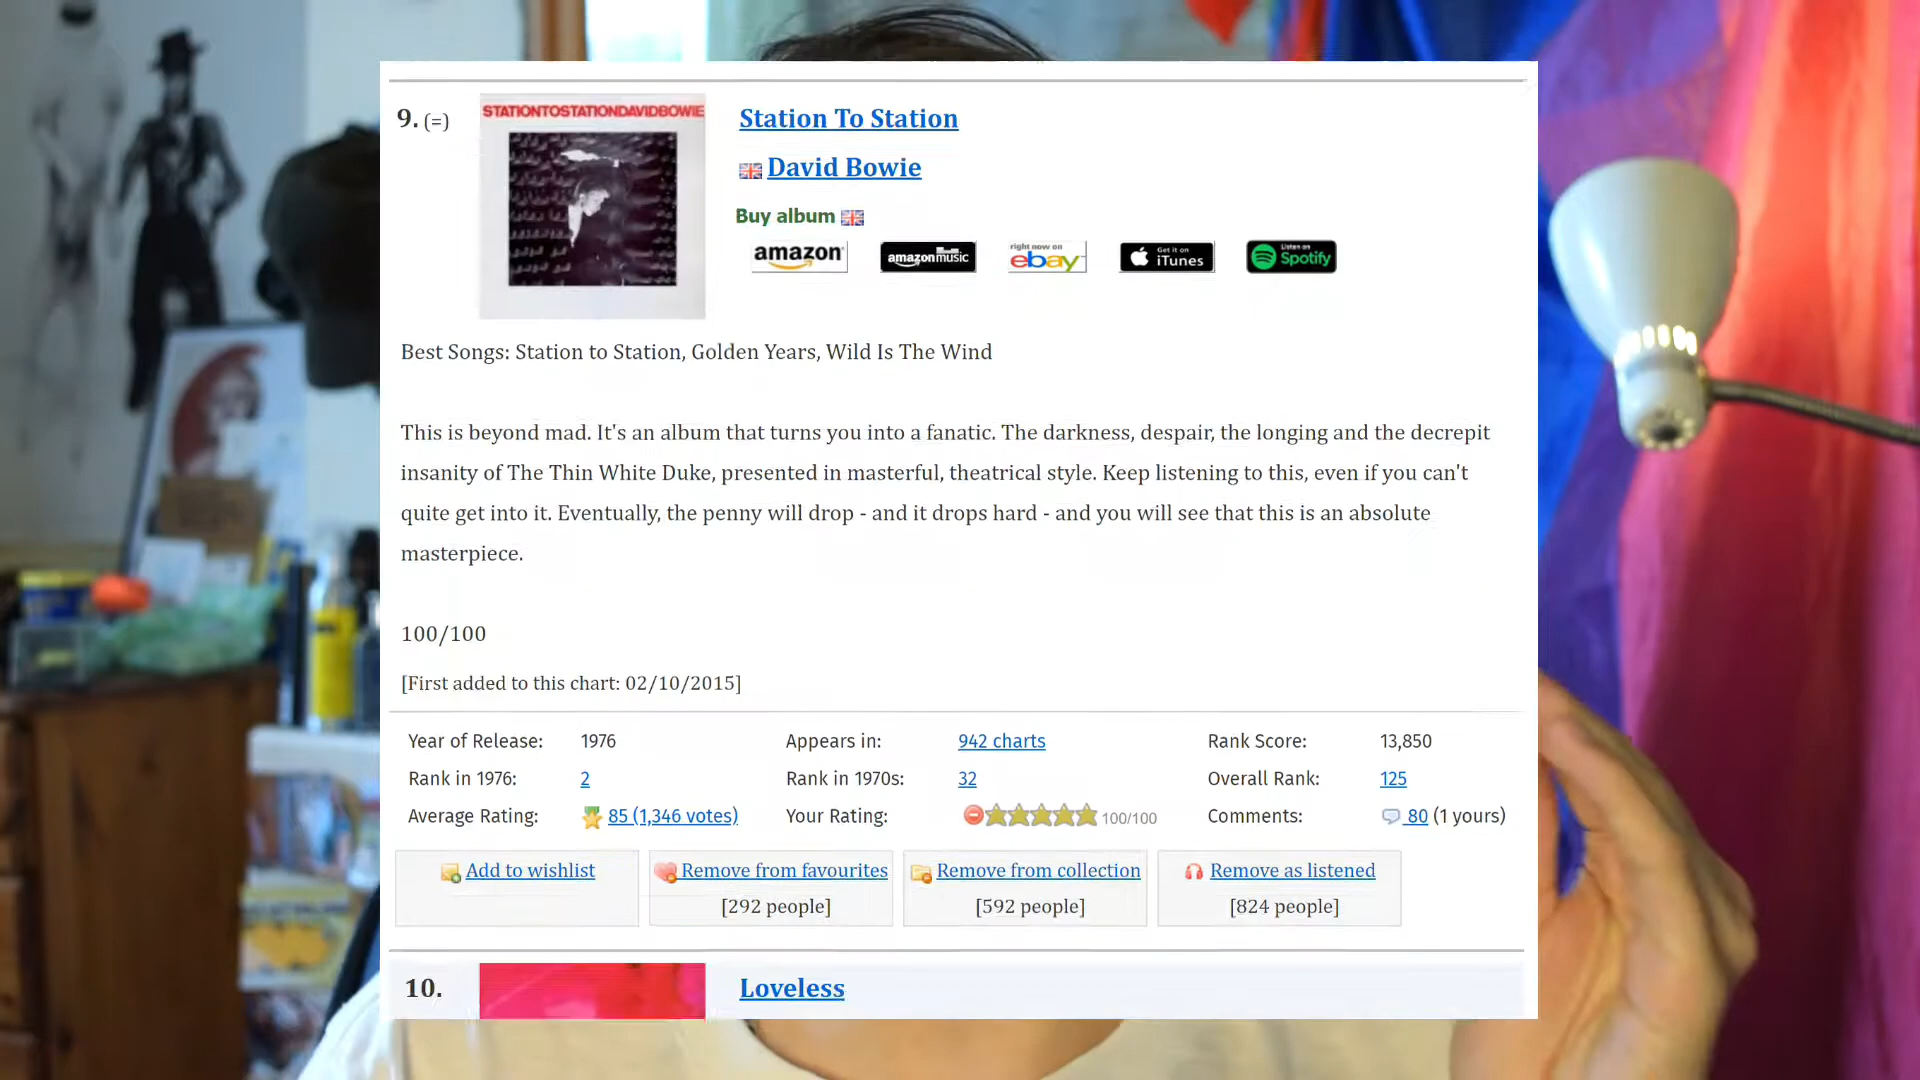 9. (=)
STATIONTOSTATIONDAVIDBOWIE
Station To Station
David Bowie
Buy album
amazon
amazon music
right now on
ebay
Get it on
iTunes
Listen on
Spotify
Best Songs: Station to Station, Golden Years, Wild Is The Wind
This is beyond mad. It's an album that turns you into a fanatic. The darkness, despair, the longing and the decrepit
insanity of The Thin White Duke, presented in masterful, theatrical style. Keep listening to this, even if you can't
quite get into it. Eventually, the penny will drop - and it drops hard - and you will see that this is an absolute
masterpiece.
100/100
[First added to this chart: 02/10/2015]
Year of Release: 1976 Appears in: 942 charts Rank Score: 13,850
Rank in 1976: 2 Rank in 1970s: 32 Overall Rank: 125
Average Rating: 85 (1,346 votes) Your Rating: 100/100 Comments: 80 (1 yours)
Add to wishlist Remove from favourites Remove from collection Remove as listened
[292 people] [592 people] [824 people]
10. Loveless